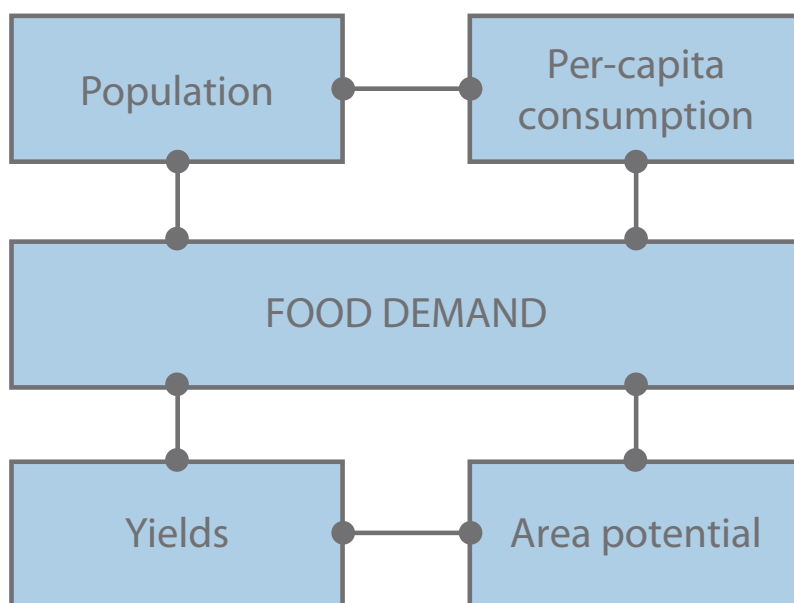 Population
Per-capita
consumption
FOOD DEMAND
Yields
Area potential